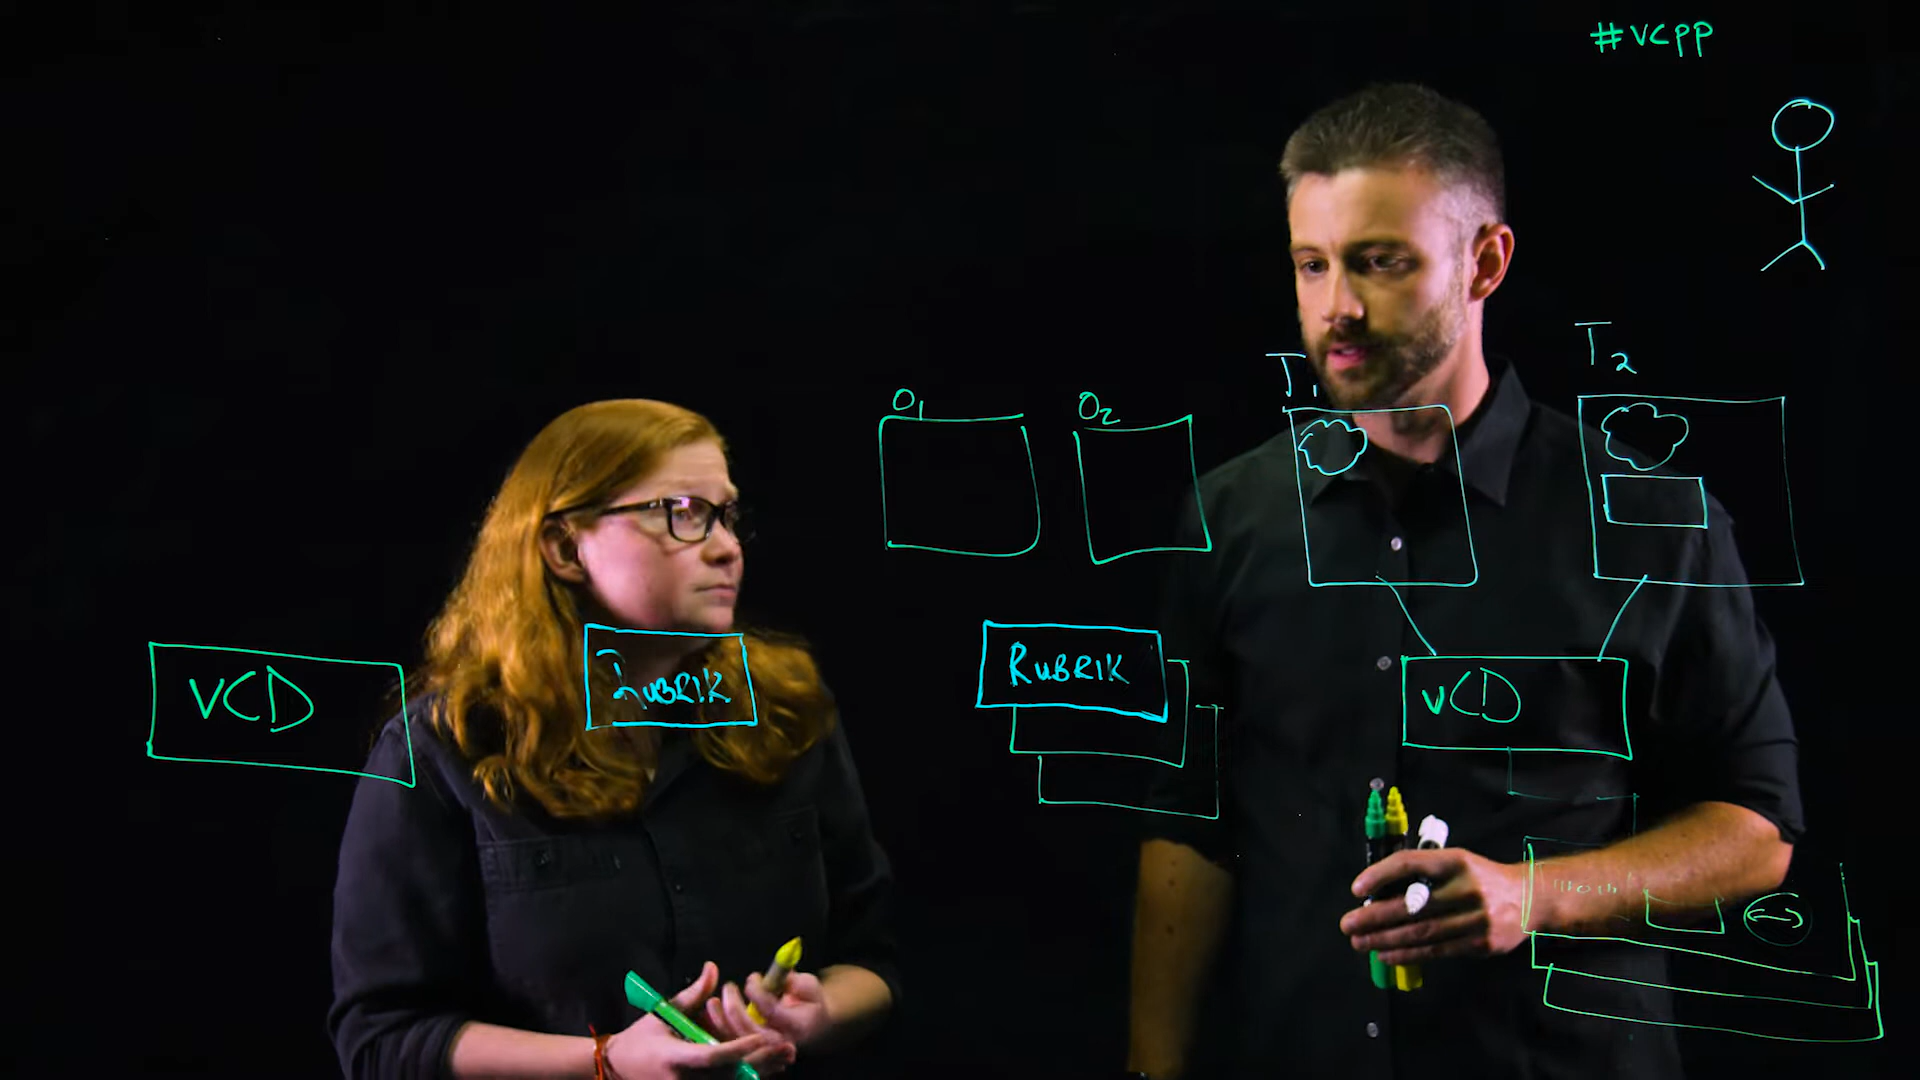 #VCPP
T2
T1
O1
O2
VCD
RUBRIK
RUBRIK
VCD